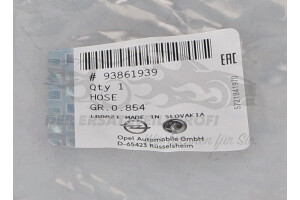 # 93861939
Qty 1
HOSE
GR.0.854
MADE IN SLOVAKIA
Opel Automobile GmbH
D-65423 Rüsselsheim
EAC